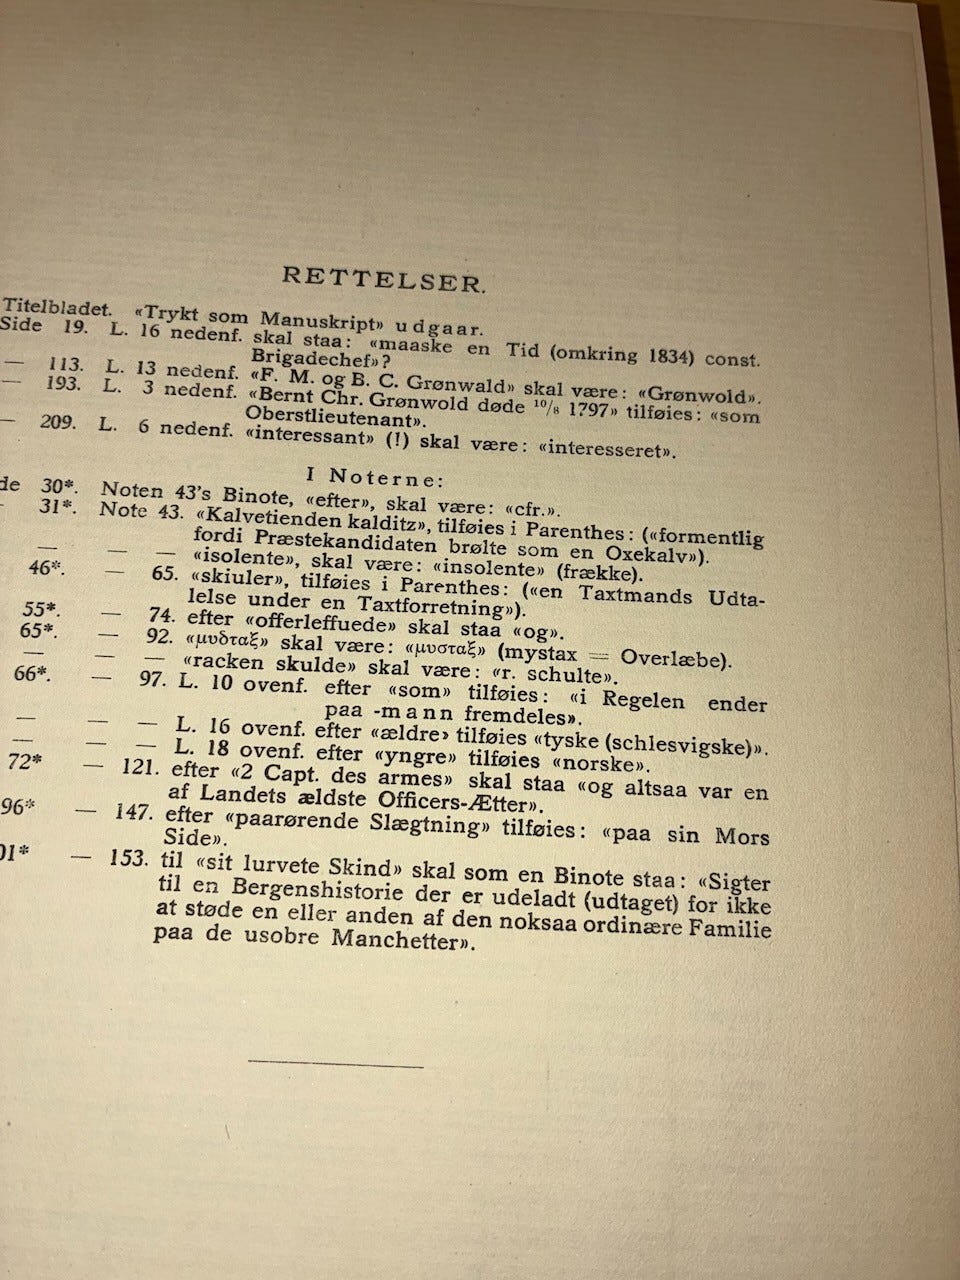 RETTELSER.
Titelbladet. «Trykt som Manuskript» udgaar.
Side 19. L. 16 nedenf. skal staa: «maaske en Tid (omkring 1834) const.
Brigadechef»?
— 113. L. 13 nedenf. «F. M. og B. C. Grønwald» skal være: «Grønwold».
— 193. L. 3 nedenf. «Bernt Chr. Grønwold døde 10/8 1797» tilføies: «som
Oberstlieutenant».
— 209. L. 6 nedenf. «interessant» (!) skal være: «interesseret».
I Noterne:
de 30*. Noten 43's Binote, «efter», skal være: «cfr.».
31*. Note 43. «Kalvetienden kalditz», tilføies i Parenthes: («formentlig
fordi Præstekandidaten brølte som en Oxekalv»).
— — — «isolente», skal være: «insolente» (frække).
46*. — 65. «skiuler», tilføies i Parenthes: («en Taxtmands Udta-
lelse under en Taxtforretning»).
55*. — 74. efter «offerleffuede» skal staa «og».
65*. — 92. «μυδταξ» skal være: «μυσταξ» (mystax = Overlæbe).
— — — «racken skulde» skal være: «r. schulte».
66*. — 97. L. 10 ovenf. efter «som» tilføies: «i Regelen ender
paa -mann fremdeles».
— — — L. 16 ovenf. efter «ældre» tilføies «tyske (schlesvigske)».
— — — L. 18 ovenf. efter «yngre» tilføies «norske».
72* — 121. efter «2 Capt. des armes» skal staa «og altsaa var en
af Landets ældste Officers-Ætter».
96* — 147. efter «paarørende Slægtning» tilføies: «paa sin Mors
Side».
01* — 153. til «sit lurvete Skind» skal som en Binote staa: «Sigter
til en Bergenshistorie der er udeladt (udtaget) for ikke
at støde en eller anden af den noksaa ordinære Familie
paa de usobre Manchetter».